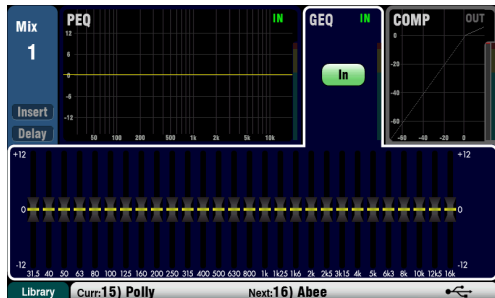 Mix
1
Insert
Delay
PEQ IN
12
6
0
-6
-12
50 100 200 500 1k 2k 5k 10k
GEQ IN
In
COMP OUT
0
-20
-40
-60
-60 -40 -20 0
+12 +12
0 0
-12 -12
31.5 40 50 63 80 100 125 160 200 250 315 400 500 630 800 1k 1k25 1k6 2k 2k5 3k15 4k 5k 6k3 8k 10k 12k5 16k
Library Curr:15) Polly Next:16) Abee